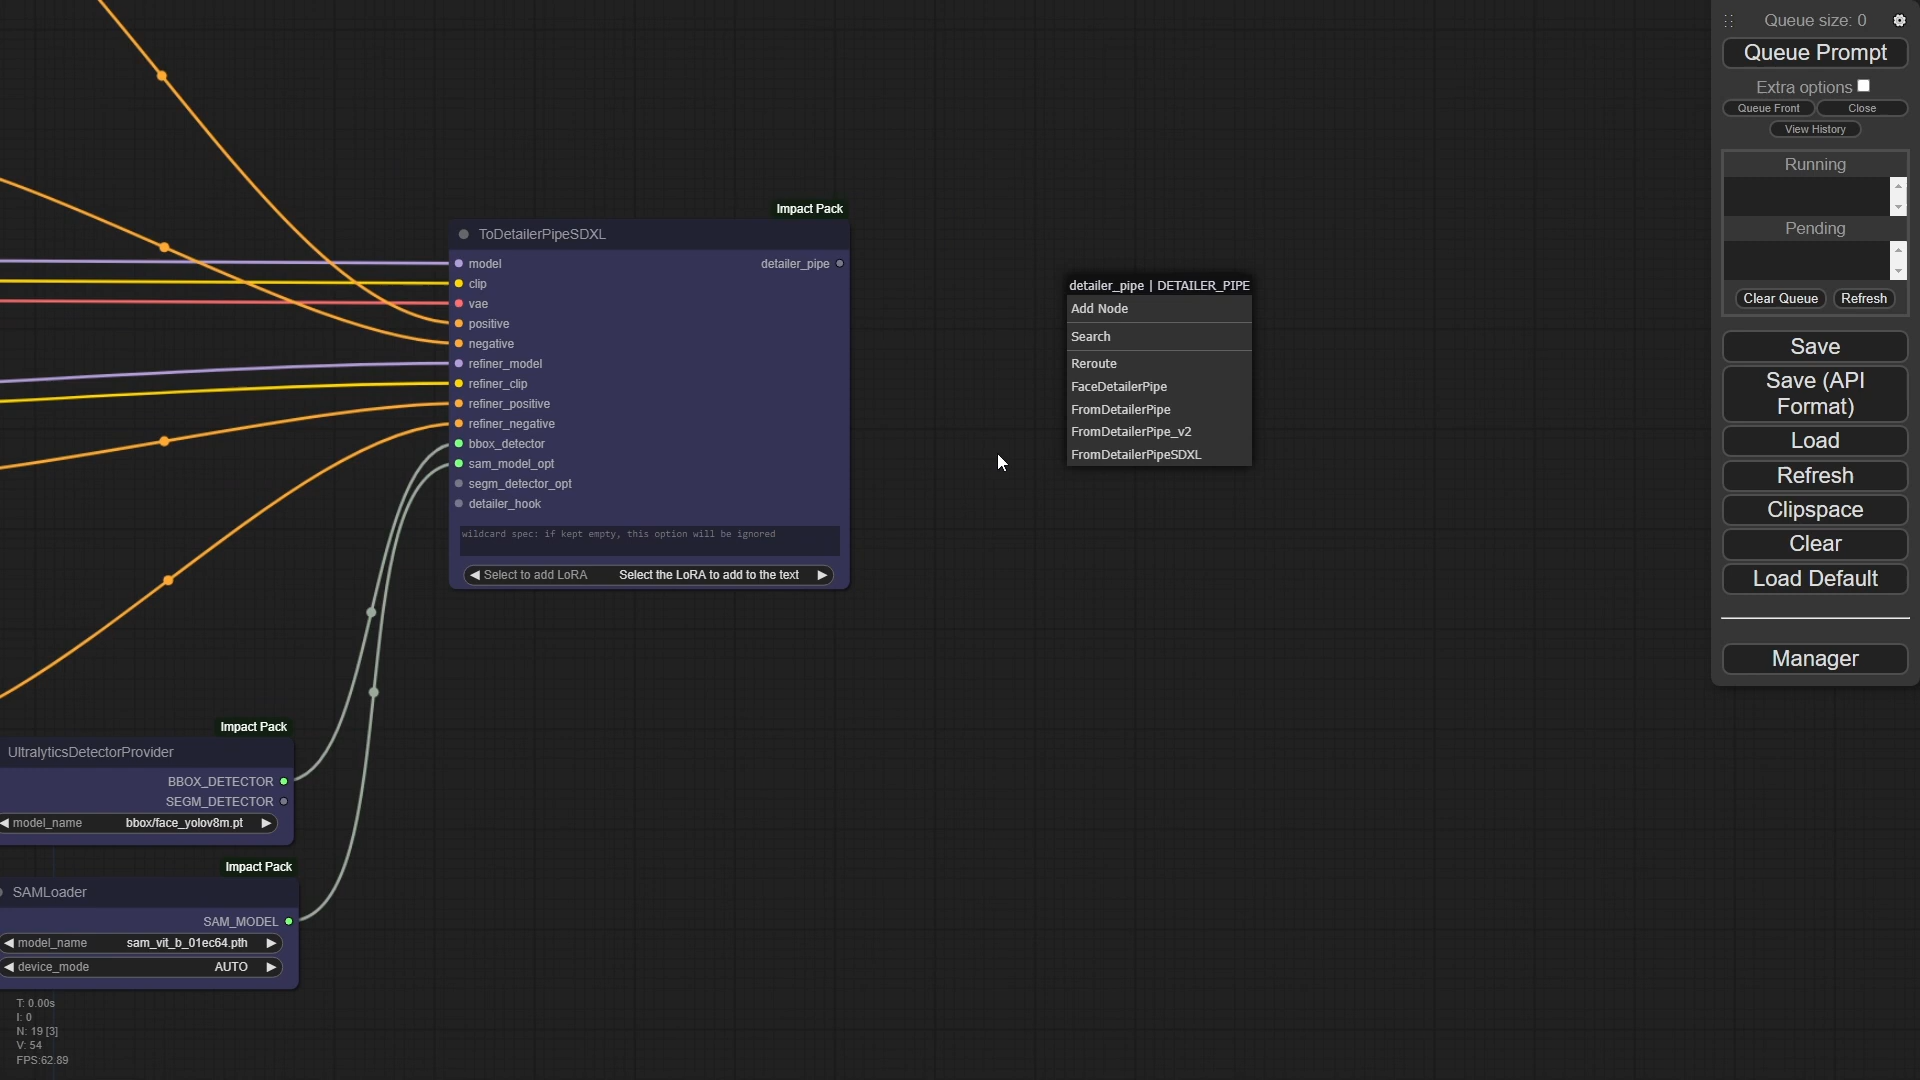 Queue size: 0
Queue Prompt
Extra options
Queue Front
Close
View History
Running
Pending
Clear Queue
Refresh
Save
Save (API
Format)
Load
Refresh
Clipspace
Clear
Load Default
Manager
Impact Pack
ToDetailerPipeSDXL
model
detailer_pipe
clip
vae
positive
negative
refiner_model
refiner_clip
refiner_positive
refiner_negative
bbox_detector
sam_model_opt
segm_detector_opt
detailer_hook
wildcard spec: if kept empty, this option will be ignored
Select to add LoRA
Select the LoRA to add to the text
detailer_pipe | DETAILER_PIPE
Add Node
Search
Reroute
FaceDetailerPipe
FromDetailerPipe
FromDetailerPipe_v2
FromDetailerPipeSDXL
Impact Pack
UltralyticsDetectorProvider
BBOX_DETECTOR
SEGM_DETECTOR
model_name
bbox/face_yolov8m.pt
Impact Pack
SAMLoader
SAM_MODEL
model_name
sam_vit_b_01ec64.pth
device_mode
AUTO
T: 0.00s
I: 0
N: 19 [3]
V: 54
FPS:62.89